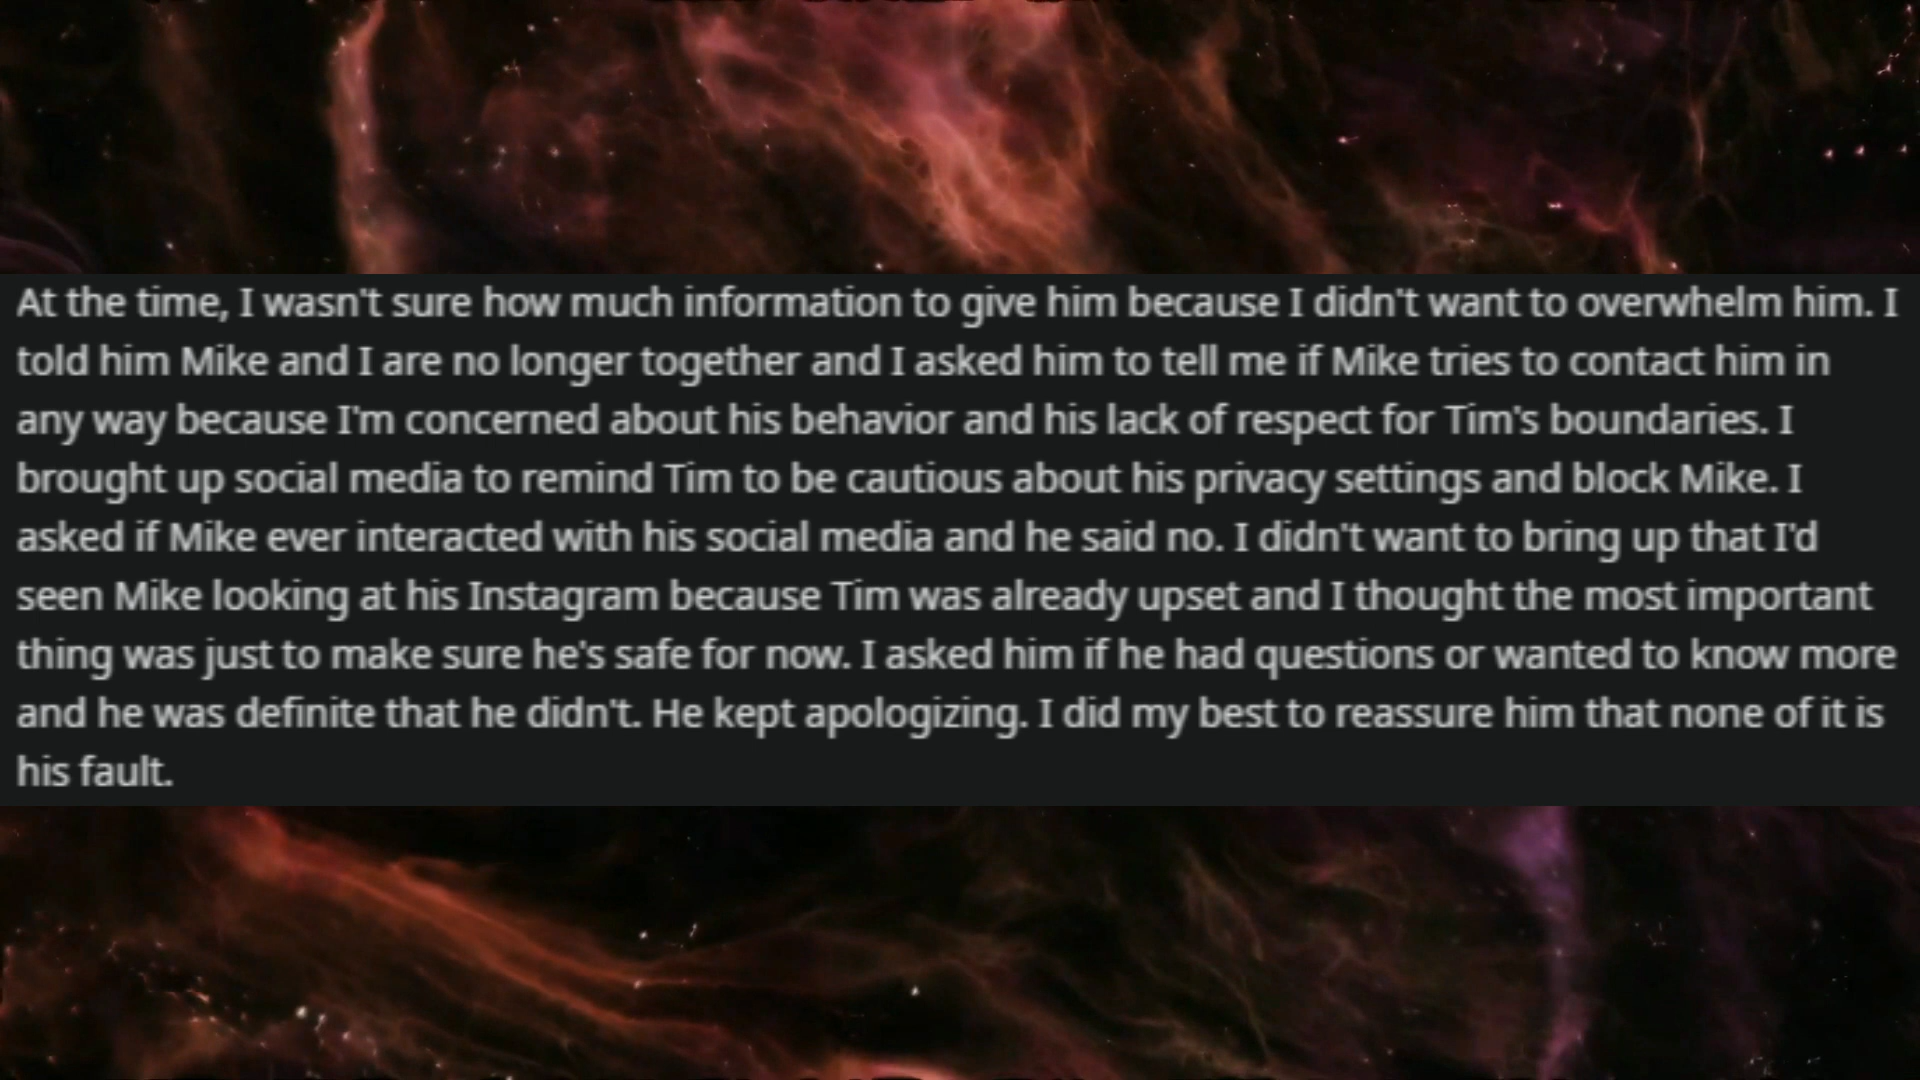 At the time, I wasn't sure how much information to give him because I didn't want to overwhelm him. I
told him Mike and I are no longer together and I asked him to tell me if Mike tries to contact him in
any way because I'm concerned about his behavior and his lack of respect for Tim's boundaries. I
brought up social media to remind Tim to be cautious about his privacy settings and block Mike. I
asked if Mike ever interacted with his social media and he said no. I didn't want to bring up that I'd
seen Mike looking at his Instagram because Tim was already upset and I thought the most important
thing was just to make sure he's safe for now. I asked him if he had questions or wanted to know more
and he was definite that he didn't. He kept apologizing. I did my best to reassure him that none of it is
his fault.